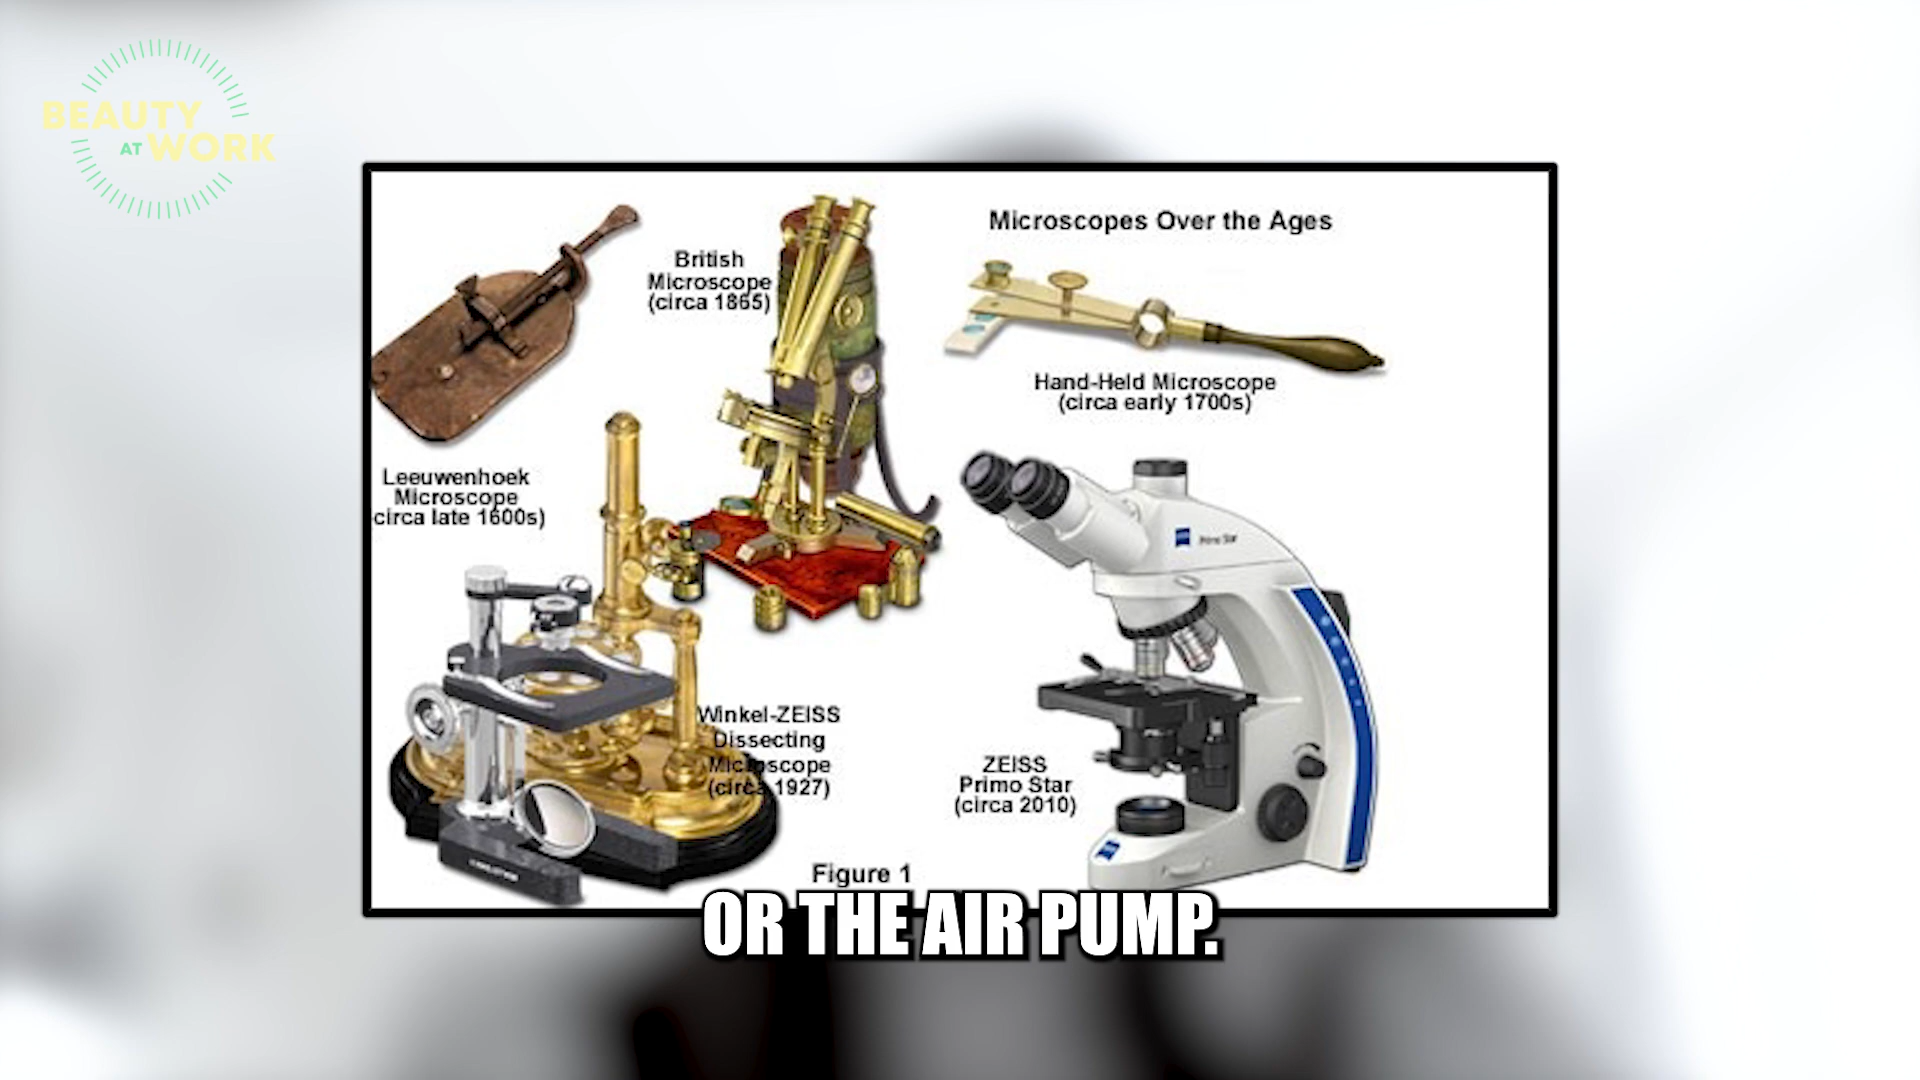 BEAUTY
AT WORK
Microscopes Over the Ages
British
Microscope
(circa 1865)
Hand-Held Microscope
(circa early 1700s)
Leeuwenhoek
Microscope
circa late 1600s)
Primo Star
Winkel-ZEISS
Dissecting
Microscope
(circa 1927)
ZEISS
Primo Star
(circa 2010)
Figure 1
OR THE AIR PUMP.